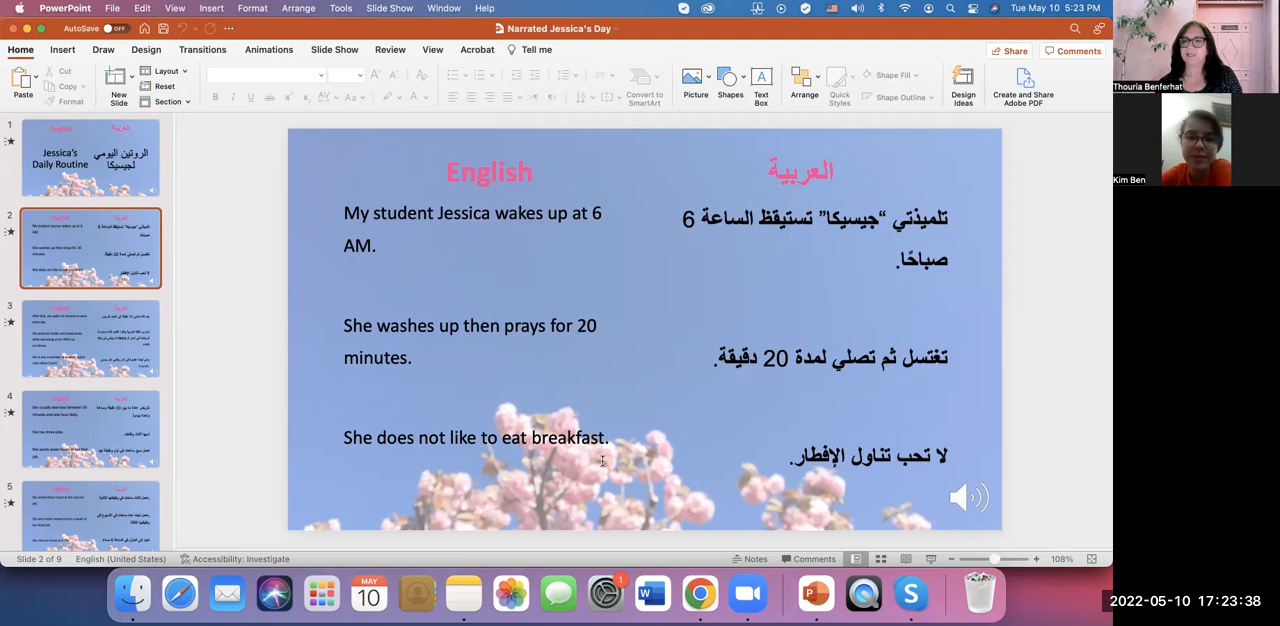 PowerPoint File Edit View Insert Format Arrange Tools Slide Show Window Help
Tue May 10 5:23 PM
AutoSave OFF
Narrated Jessica's Day
Home Insert Draw Design Transitions Animations Slide Show Review View Acrobat Tell me
Share Comments
Paste
Cut
Copy
Format
New Slide
Layout
Reset
Section
Convert to SmartArt
Picture
Shapes
Text Box
Arrange
Quick Styles
Shape Fill
Shape Outline
Design Ideas
Create and Share Adobe PDF
Thouria Benferhat
Kim Ben
1
English العربية
Jessica's
Daily Routine
الروتين اليومي
لجيسيكا
2
3
4
5
English
العربية
My student Jessica wakes up at 6
AM.
تلميذتي “جيسيكا” تستيقظ الساعة 6
صباحًا.
She washes up then prays for 20
minutes.
تغتسل ثم تصلي لمدة 20 دقيقة.
She does not like to eat breakfast.
لا تحب تناول الإفطار.
Slide 2 of 9
English (United States)
Accessibility: Investigate
Notes
Comments
108%
MAY
10
1
2022-05-10 17:23:38